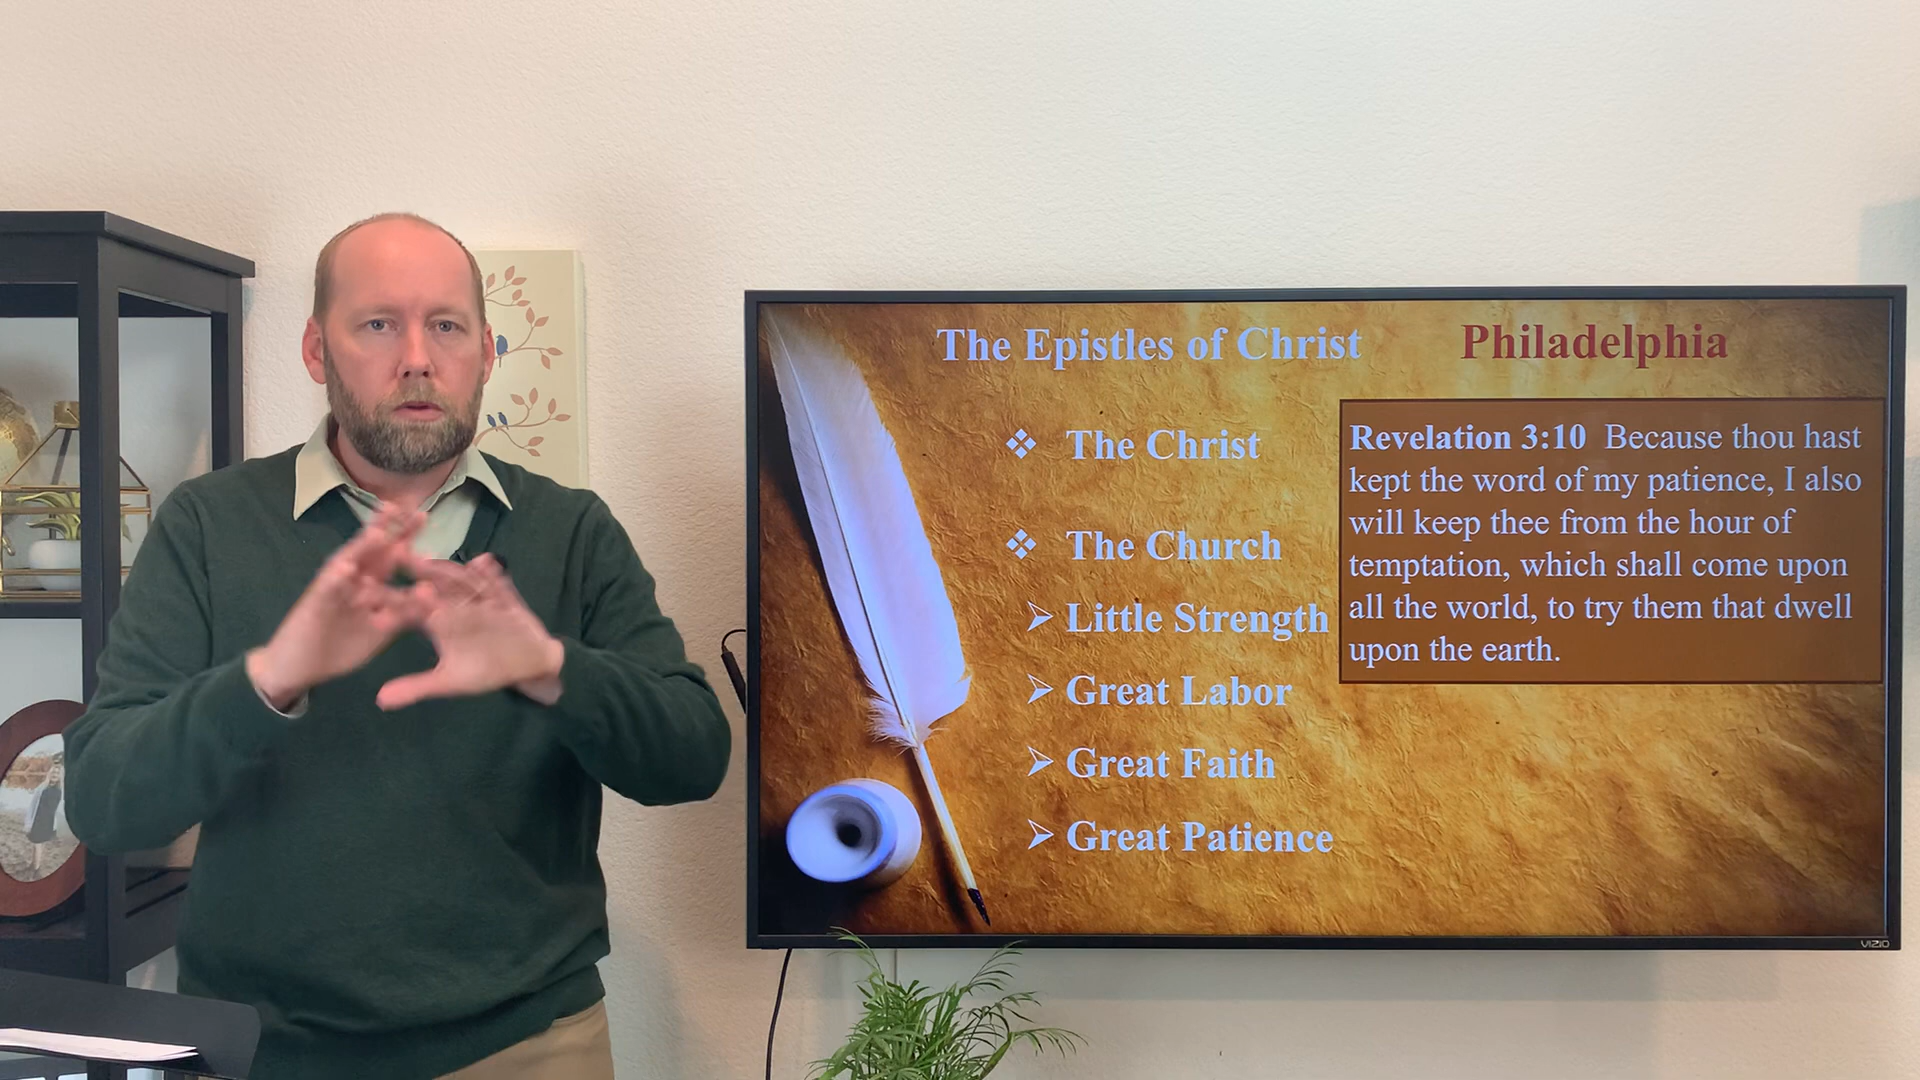 The Epistles of Christ
Philadelphia
❖ The Christ
❖ The Church
➢ Little Strength
➢ Great Labor
➢ Great Faith
➢ Great Patience
Revelation 3:10 Because thou hast
kept the word of my patience, I also
will keep thee from the hour of
temptation, which shall come upon
all the world, to try them that dwell
upon the earth.
VIZIO